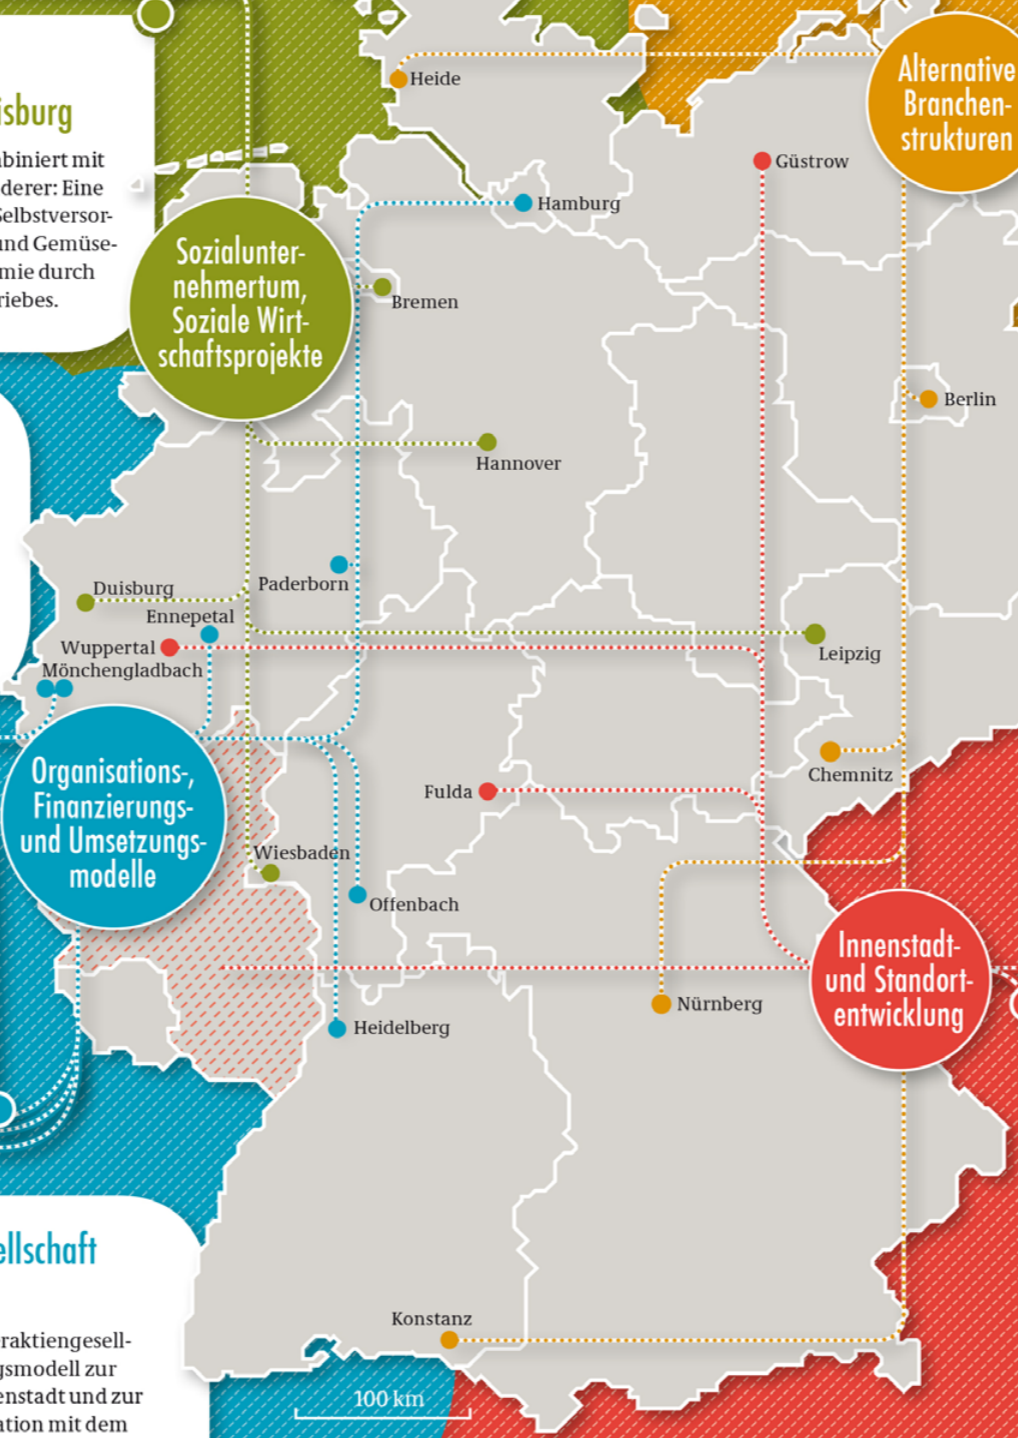 isburg
biniert mit
derer: Eine
Selbstversor-
und Gemüse-
mie durch
riebes.
Heide
Alternative
Branchen-
strukturen
Güstrow
Hamburg
Sozialunter-
nehmertum,
Soziale Wirt-
schaftsprojekte
Bremen
Berlin
Hannover
Paderborn
Duisburg
Ennepetal
Wuppertal
Mönchengladbach
Leipzig
Organisations-,
Finanzierungs-
und Umsetzungs-
modelle
Chemnitz
Fulda
Wiesbaden
Offenbach
Innenstadt-
und Standort-
entwicklung
Nürnberg
Heidelberg
ellschaft
raktiengesell-
gsmodell zur
enstadt und zur
ation mit dem
Konstanz
100 km